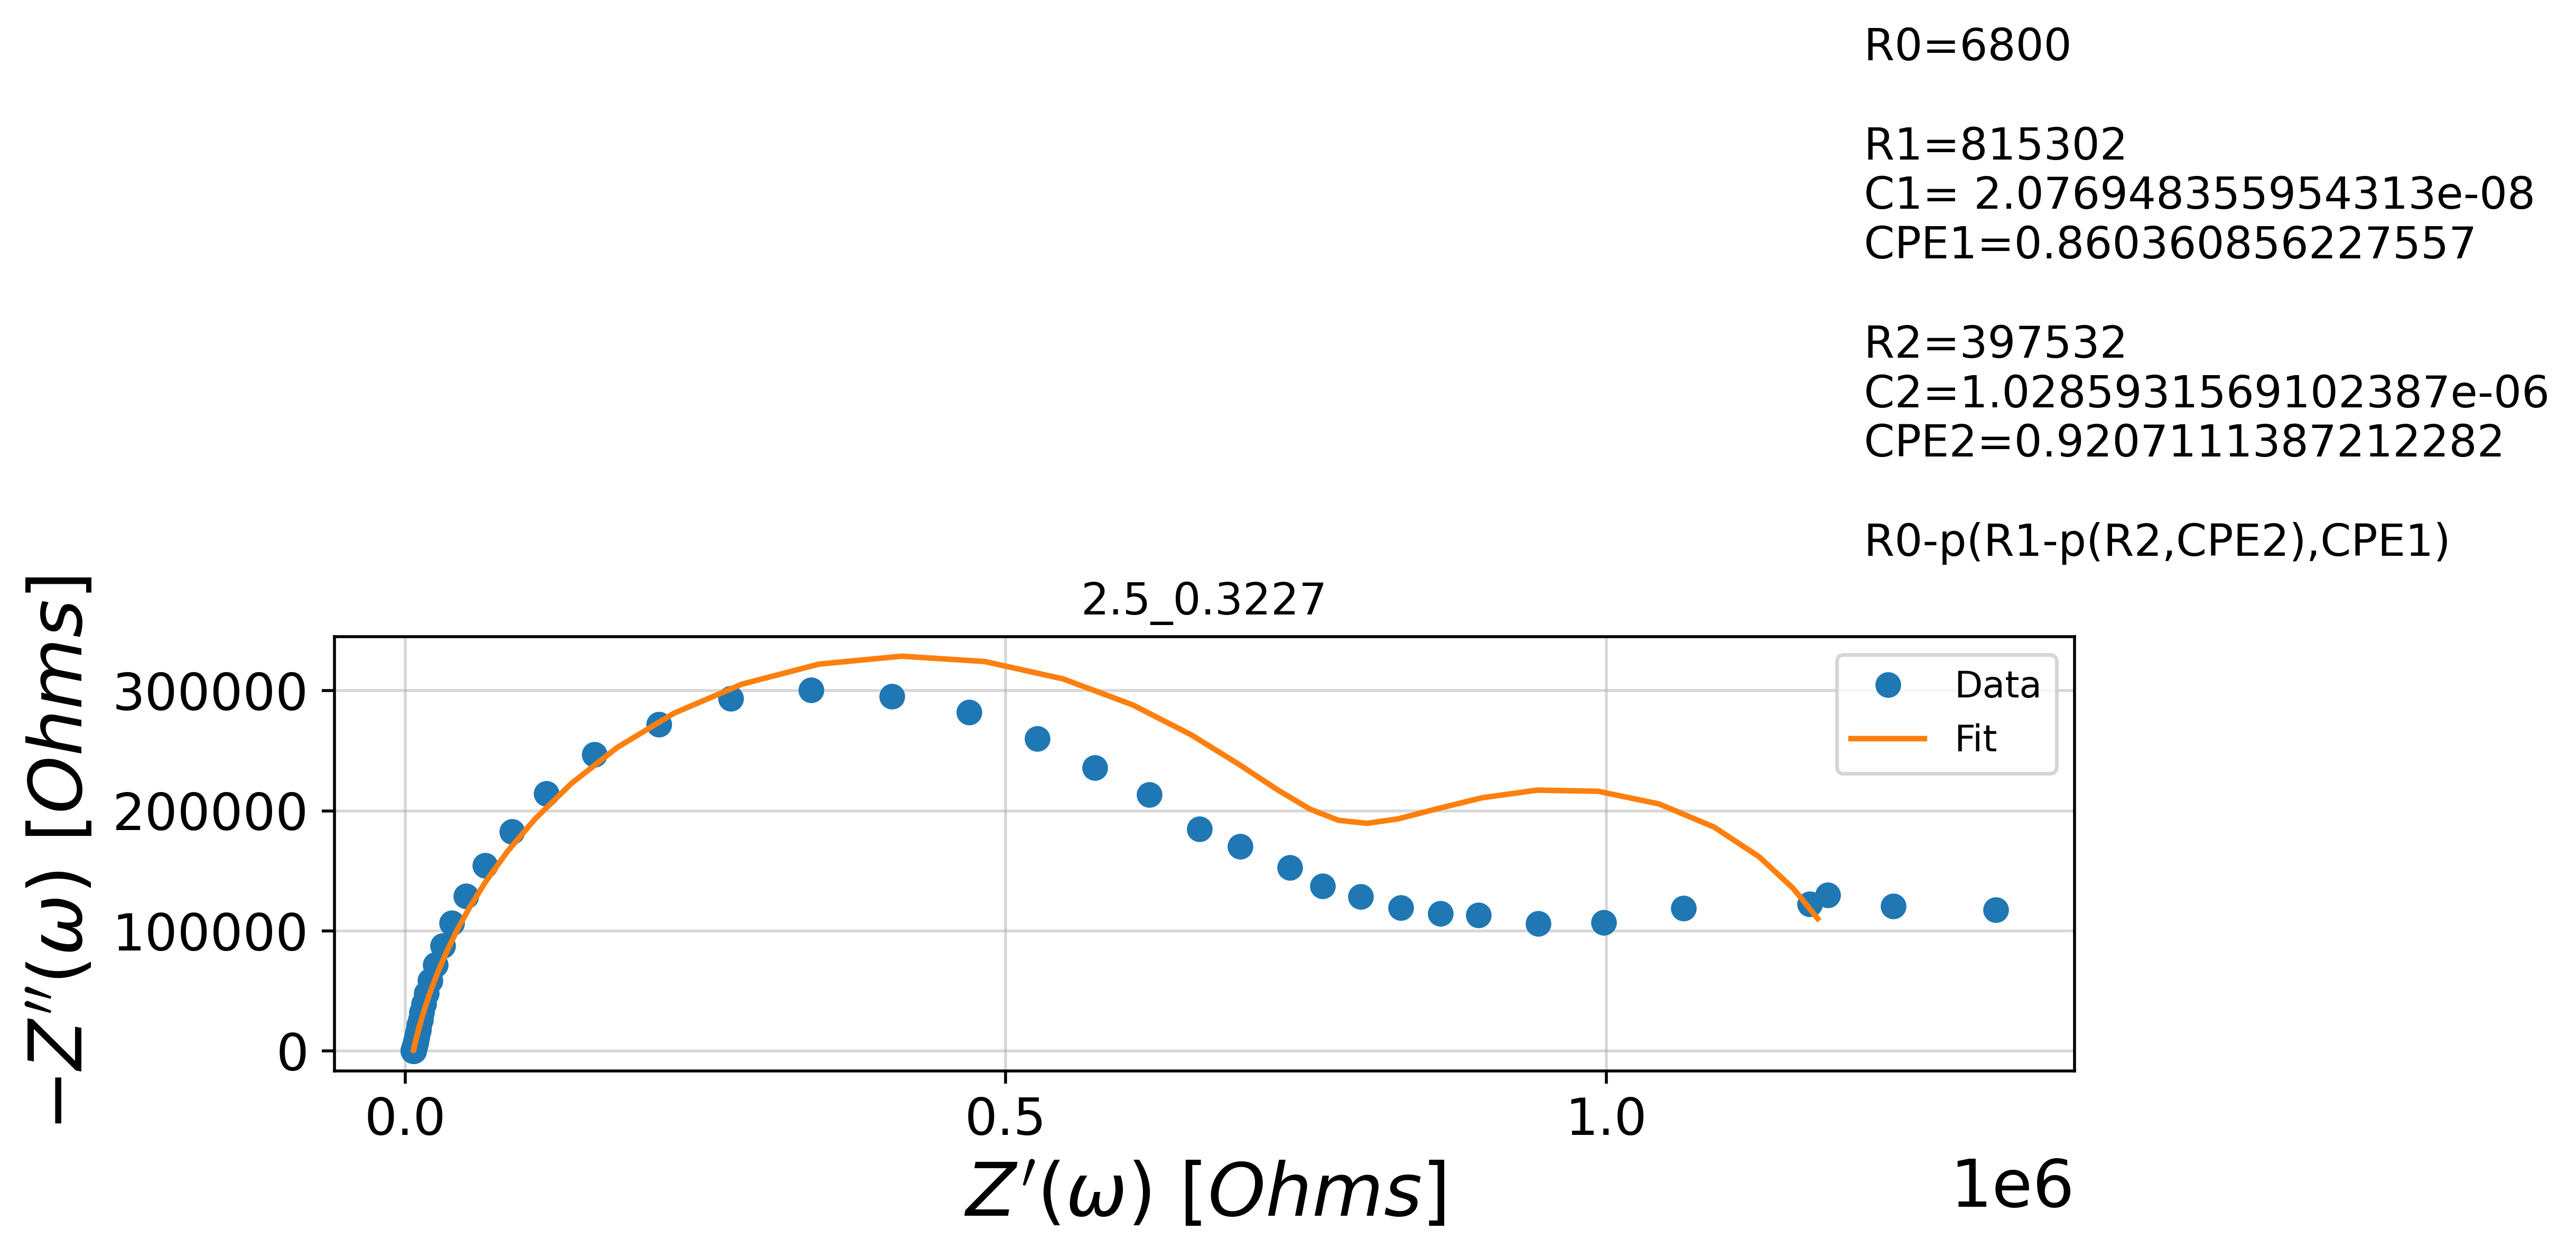 R0=6800
R1=815302
C1= 2.076948355954313e-08
CPE1=0.860360856227557
R2=397532
C2=1.0285931569102387e-06
CPE2=0.9207111387212282
R0-p(R1-p(R2,CPE2),CPE1)
2.5_0.3227
−Z″(ω) [Ohms]
300000
200000
100000
0
Data
Fit
0.0
0.5
1.0
Z′(ω) [Ohms]
1e6